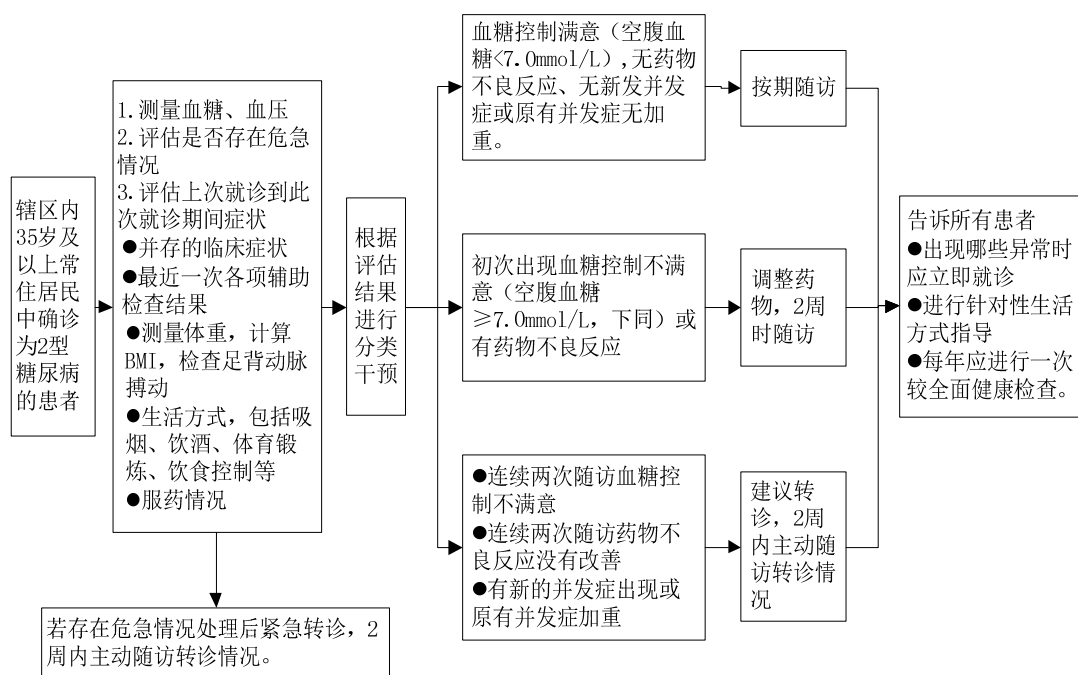 辖区内
35岁及
以上常
住居民
中确诊
为2型
糖尿病
的患者
1.测量血糖、血压
2.评估是否存在危急
情况
3.评估上次就诊到此
次就诊期间症状
●并存的临床症状
●最近一次各项辅助
检查结果
●测量体重，计算
BMI，检查足背动脉
搏动
●生活方式，包括吸
烟、饮酒、体育锻
炼、饮食控制等
●服药情况
若存在危急情况处理后紧急转诊，2
周内主动随访转诊情况。
根据
评估
结果
进行
分类
干预
血糖控制满意（空腹血
糖<7.0mmol/L）,无药物
不良反应、无新发并发
症或原有并发症无加
重。
按期随访
初次出现血糖控制不满
意（空腹血糖
≥7.0mmol/L，下同）或
有药物不良反应
调整药
物，2周
时随访
●连续两次随访血糖控
制不满意
●连续两次随访药物不
良反应没有改善
●有新的并发症出现或
原有并发症加重
建议转
诊，2周
内主动随
访转诊情
况
告诉所有患者
●出现哪些异常时
应立即就诊
●进行针对性生活
方式指导
●每年应进行一次
较全面健康检查。